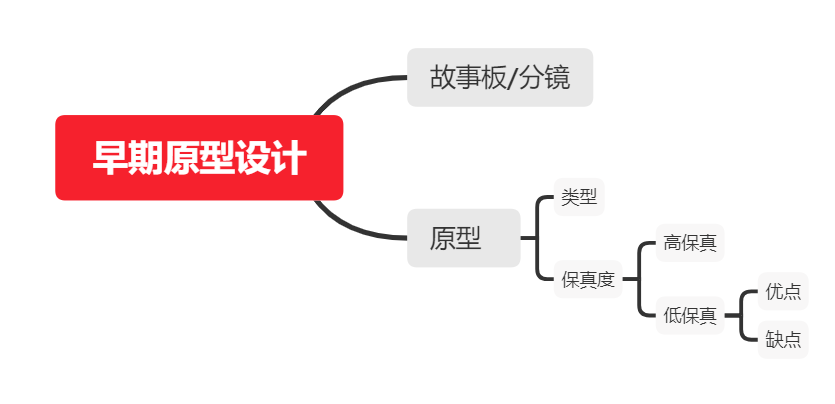 早期原型设计
故事板/分镜
原型
类型
保真度
高保真
低保真
优点
缺点